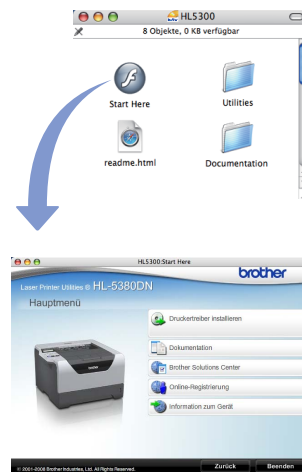 HL5300
8 Objekte, 0 KB verfügbar
Start Here
Utilities
readme.html
Documentation
HL5300:Start Here
brother
Laser Printer Utilities HL-5380DN
Hauptmenü
Druckertreiber installieren
Dokumentation
Brother Solutions Center
Online-Registrierung
Information zum Gerät
© 2001-2008 Brother Industries, Ltd. All Rights Reserved.
Zurück
Beenden